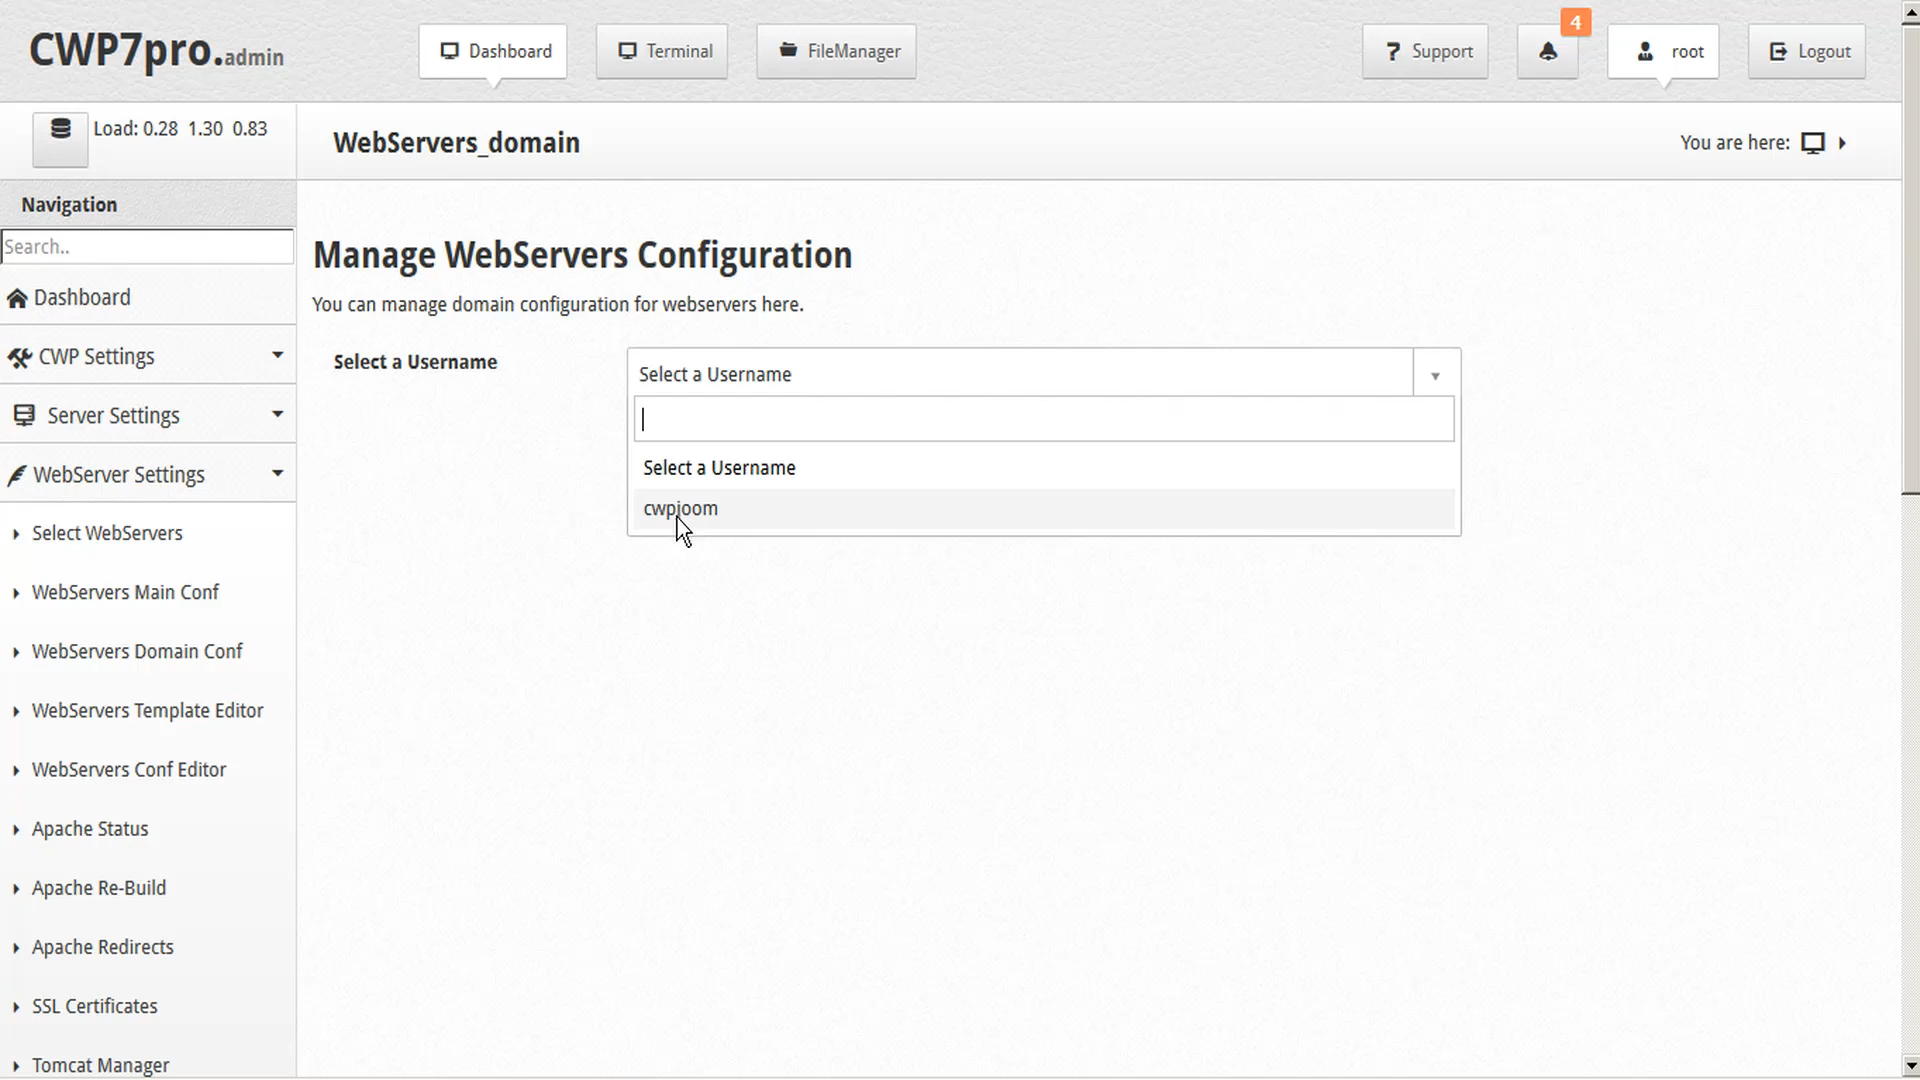 CWP7pro.admin
Dashboard
Terminal
FileManager
Support
4
root
Logout
Load: 0.28 1.30 0.83
WebServers_domain
You are here:
Navigation
Search..
Dashboard
CWP Settings
Server Settings
WebServer Settings
Select WebServers
WebServers Main Conf
WebServers Domain Conf
WebServers Template Editor
WebServers Conf Editor
Apache Status
Apache Re-Build
Apache Redirects
SSL Certificates
Tomcat Manager
Manage WebServers Configuration
You can manage domain configuration for webservers here.
Select a Username
Select a Username
Select a Username
cwpjoom